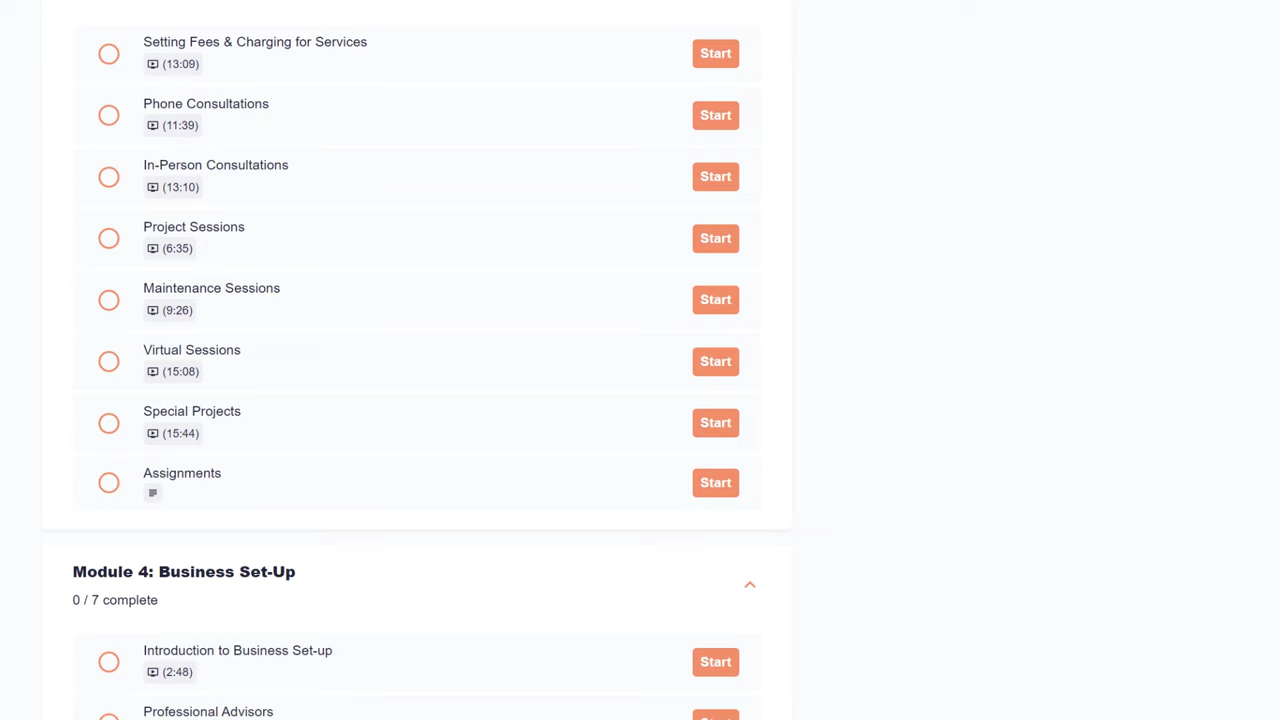 Setting Fees & Charging for Services
(13:09)
Start
Phone Consultations
(11:39)
Start
In-Person Consultations
(13:10)
Start
Project Sessions
(6:35)
Start
Maintenance Sessions
(9:26)
Start
Virtual Sessions
(15:08)
Start
Special Projects
(15:44)
Start
Assignments
Start
Module 4: Business Set-Up
0 / 7 complete
Introduction to Business Set-up
(2:48)
Start
Professional Advisors